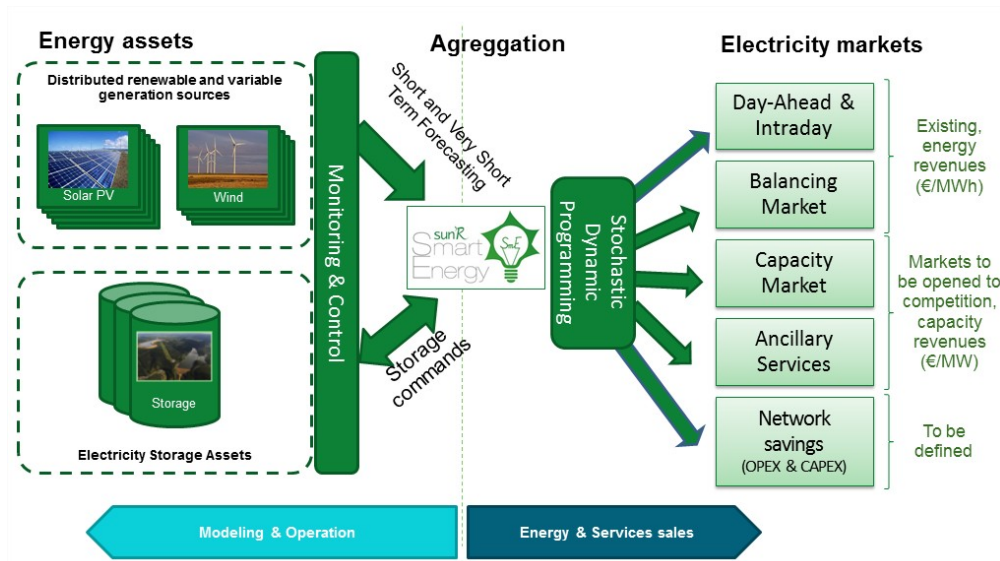 Energy assets
Agreggation
Electricity markets
Distributed renewable and variable
generation sources
Solar PV
Wind
Storage
Electricity Storage Assets
Monitoring & Control
Short and Very Short
Term Forecasting
sun'R
Smart
Energy
SmE
Storage
commands
Stochastic
Dynamic
Programming
Day-Ahead &
Intraday
Balancing
Market
Capacity
Market
Ancillary
Services
Network
savings
(OPEX & CAPEX)
Existing,
energy
revenues
(€/MWh)
Markets to
be opened to
competition,
capacity
revenues
(€/MW)
To be
defined
Modeling & Operation
Energy & Services sales